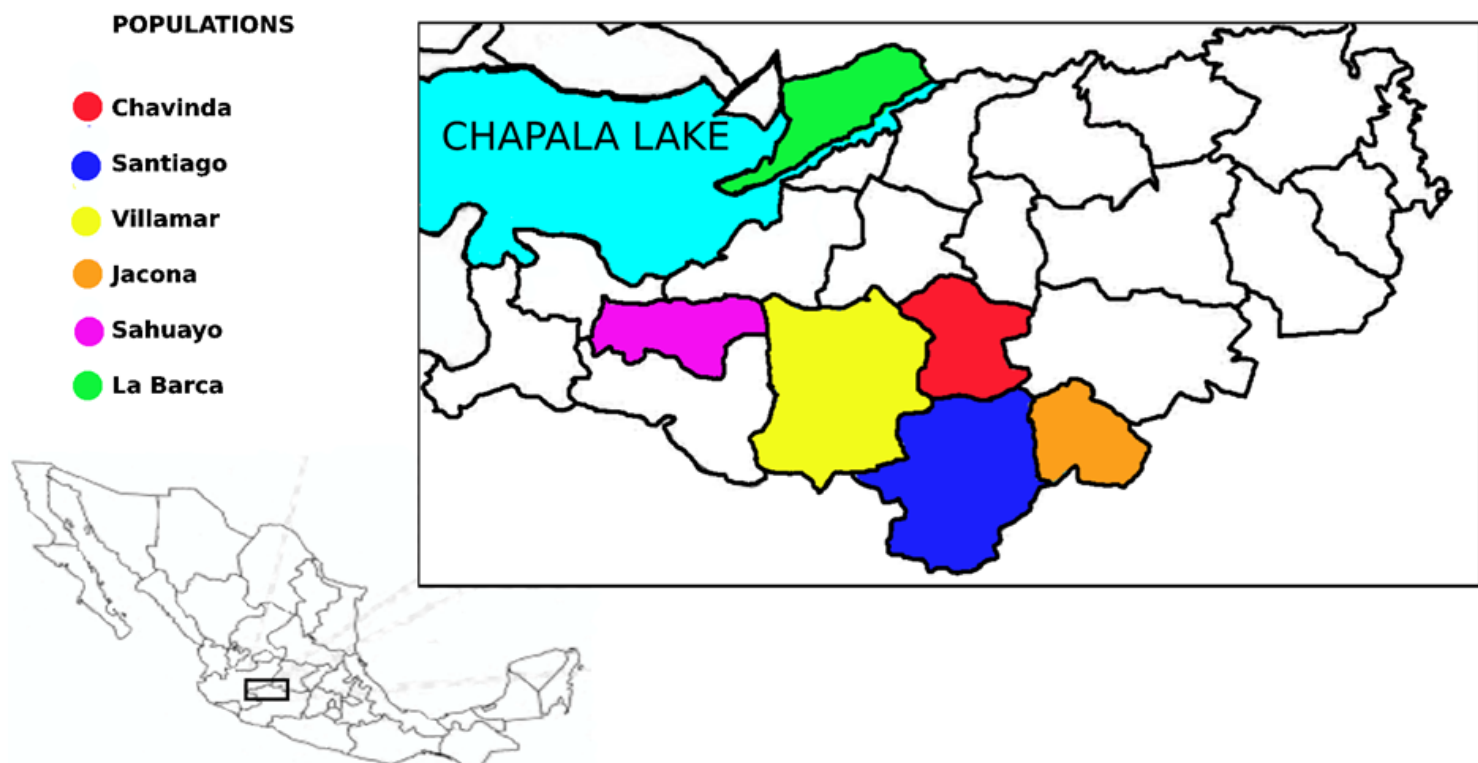 POPULATIONS
Chavinda
Santiago
Villamar
Jacona
Sahuayo
La Barca
CHAPALA LAKE